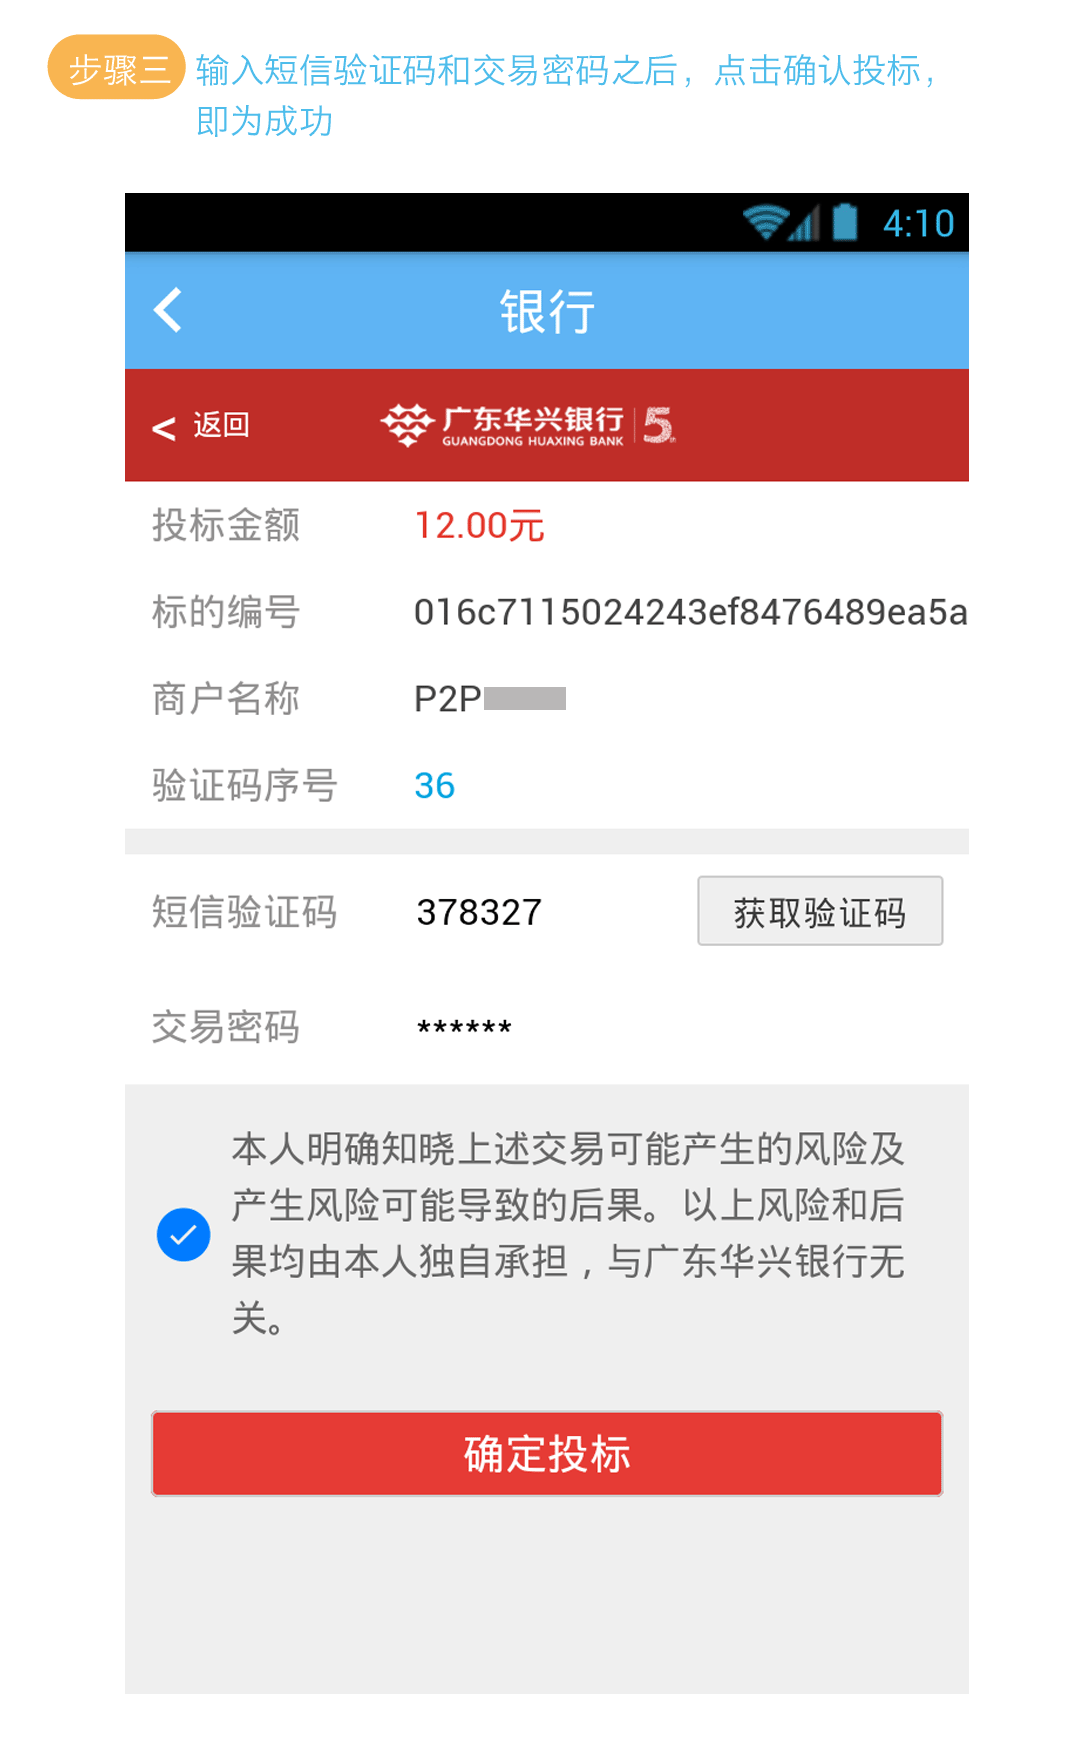 步骤三 输入短信验证码和交易密码之后，点击确认投标，
即为成功
4:10
银行
< 返回
广东华兴银行 5th
GUANGDONG HUAXING BANK
投标金额 12.00元
标的编号 016c7115024243ef8476489ea5a
商户名称 P2P
验证码序号 36
短信验证码 378327 获取验证码
交易密码 ******
本人明确知晓上述交易可能产生的风险及
产生风险可能导致的后果。以上风险和后
果均由本人独自承担，与广东华兴银行无
关。
确定投标